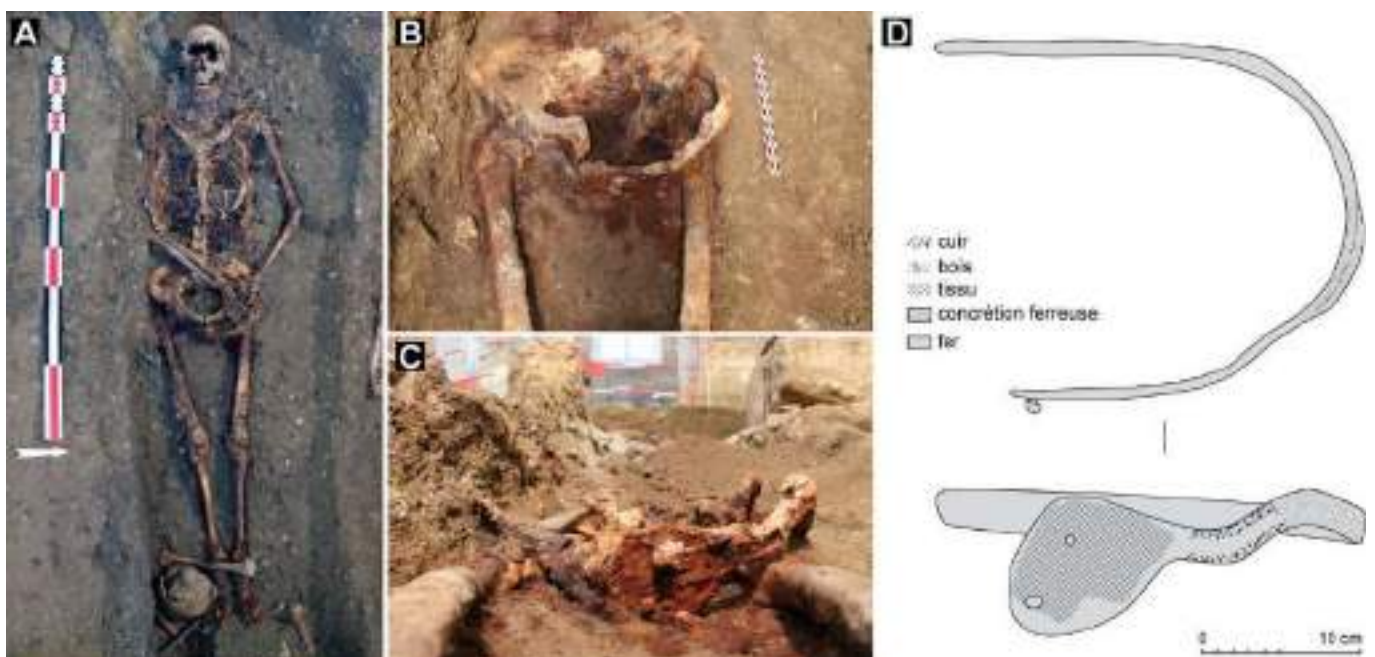 A
B
C
D
cuir
bois
tissu
concrétion ferreuse
fer
0 10 cm